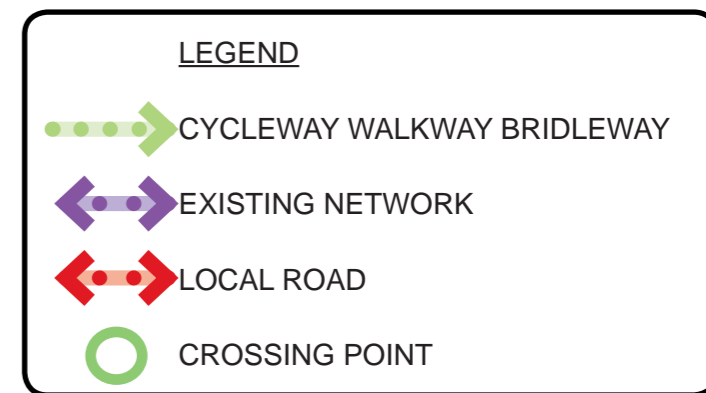 LEGEND
CYCLEWAY WALKWAY BRIDLEWAY
EXISTING NETWORK
LOCAL ROAD
CROSSING POINT